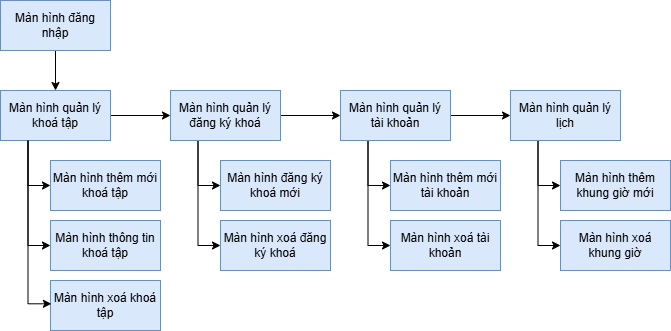 Màn hình đăng
nhập
Màn hình quản lý
khoá tập
Màn hình quản lý
đăng ký khoá
Màn hình quản lý
tài khoản
Màn hình quản lý
lịch
Màn hình thêm mới
khoá tập
Màn hình đăng ký
khoá mới
Màn hình thêm mới
tài khoản
Màn hình thêm
khung giờ mới
Màn hình thông tin
khoá tập
Màn hình xoá đăng
ký khoá
Màn hình xoá tài
khoản
Màn hình xoá
khung giờ
Màn hình xoá khoá
tập